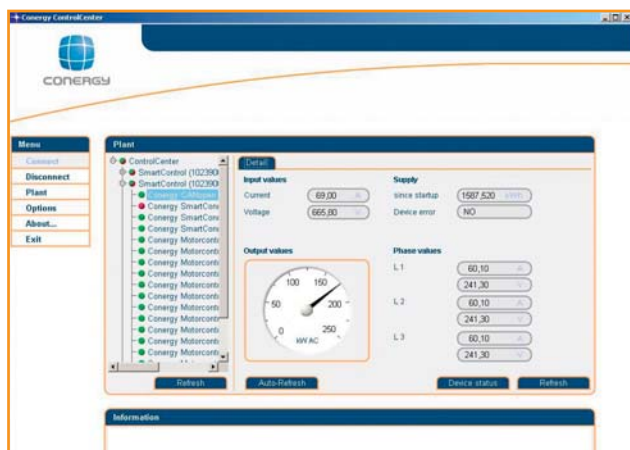 Conergy ControlCenter
CONERGY
Menu
Connect
Disconnect
Plant
Options
About...
Exit
Plant
ControlCenter
SmartControl (102390
SmartControl (102390
Conergy
Conergy SmartCon
Conergy SmartCon
Conergy SmartCon
Conergy Motorcont
Conergy Motorcont
Conergy Motorcont
Conergy Motorcont
Conergy Motorcont
Conergy Motorcont
Conergy Motorcont
Conergy Motorcont
Conergy Motorcont
Refresh
Detail
Input values
Current 69,00 A
Voltage 665,80 V
Supply
since startup 1587,520 kWh
Device error NO
Output values
0 50 100 150 200 250
kW AC
Phase values
L 1 60,10 A
241,30 V
L 2 60,10 A
241,30 V
L 3 60,10 A
241,30 V
Auto-Refresh
Device status
Refresh
Information